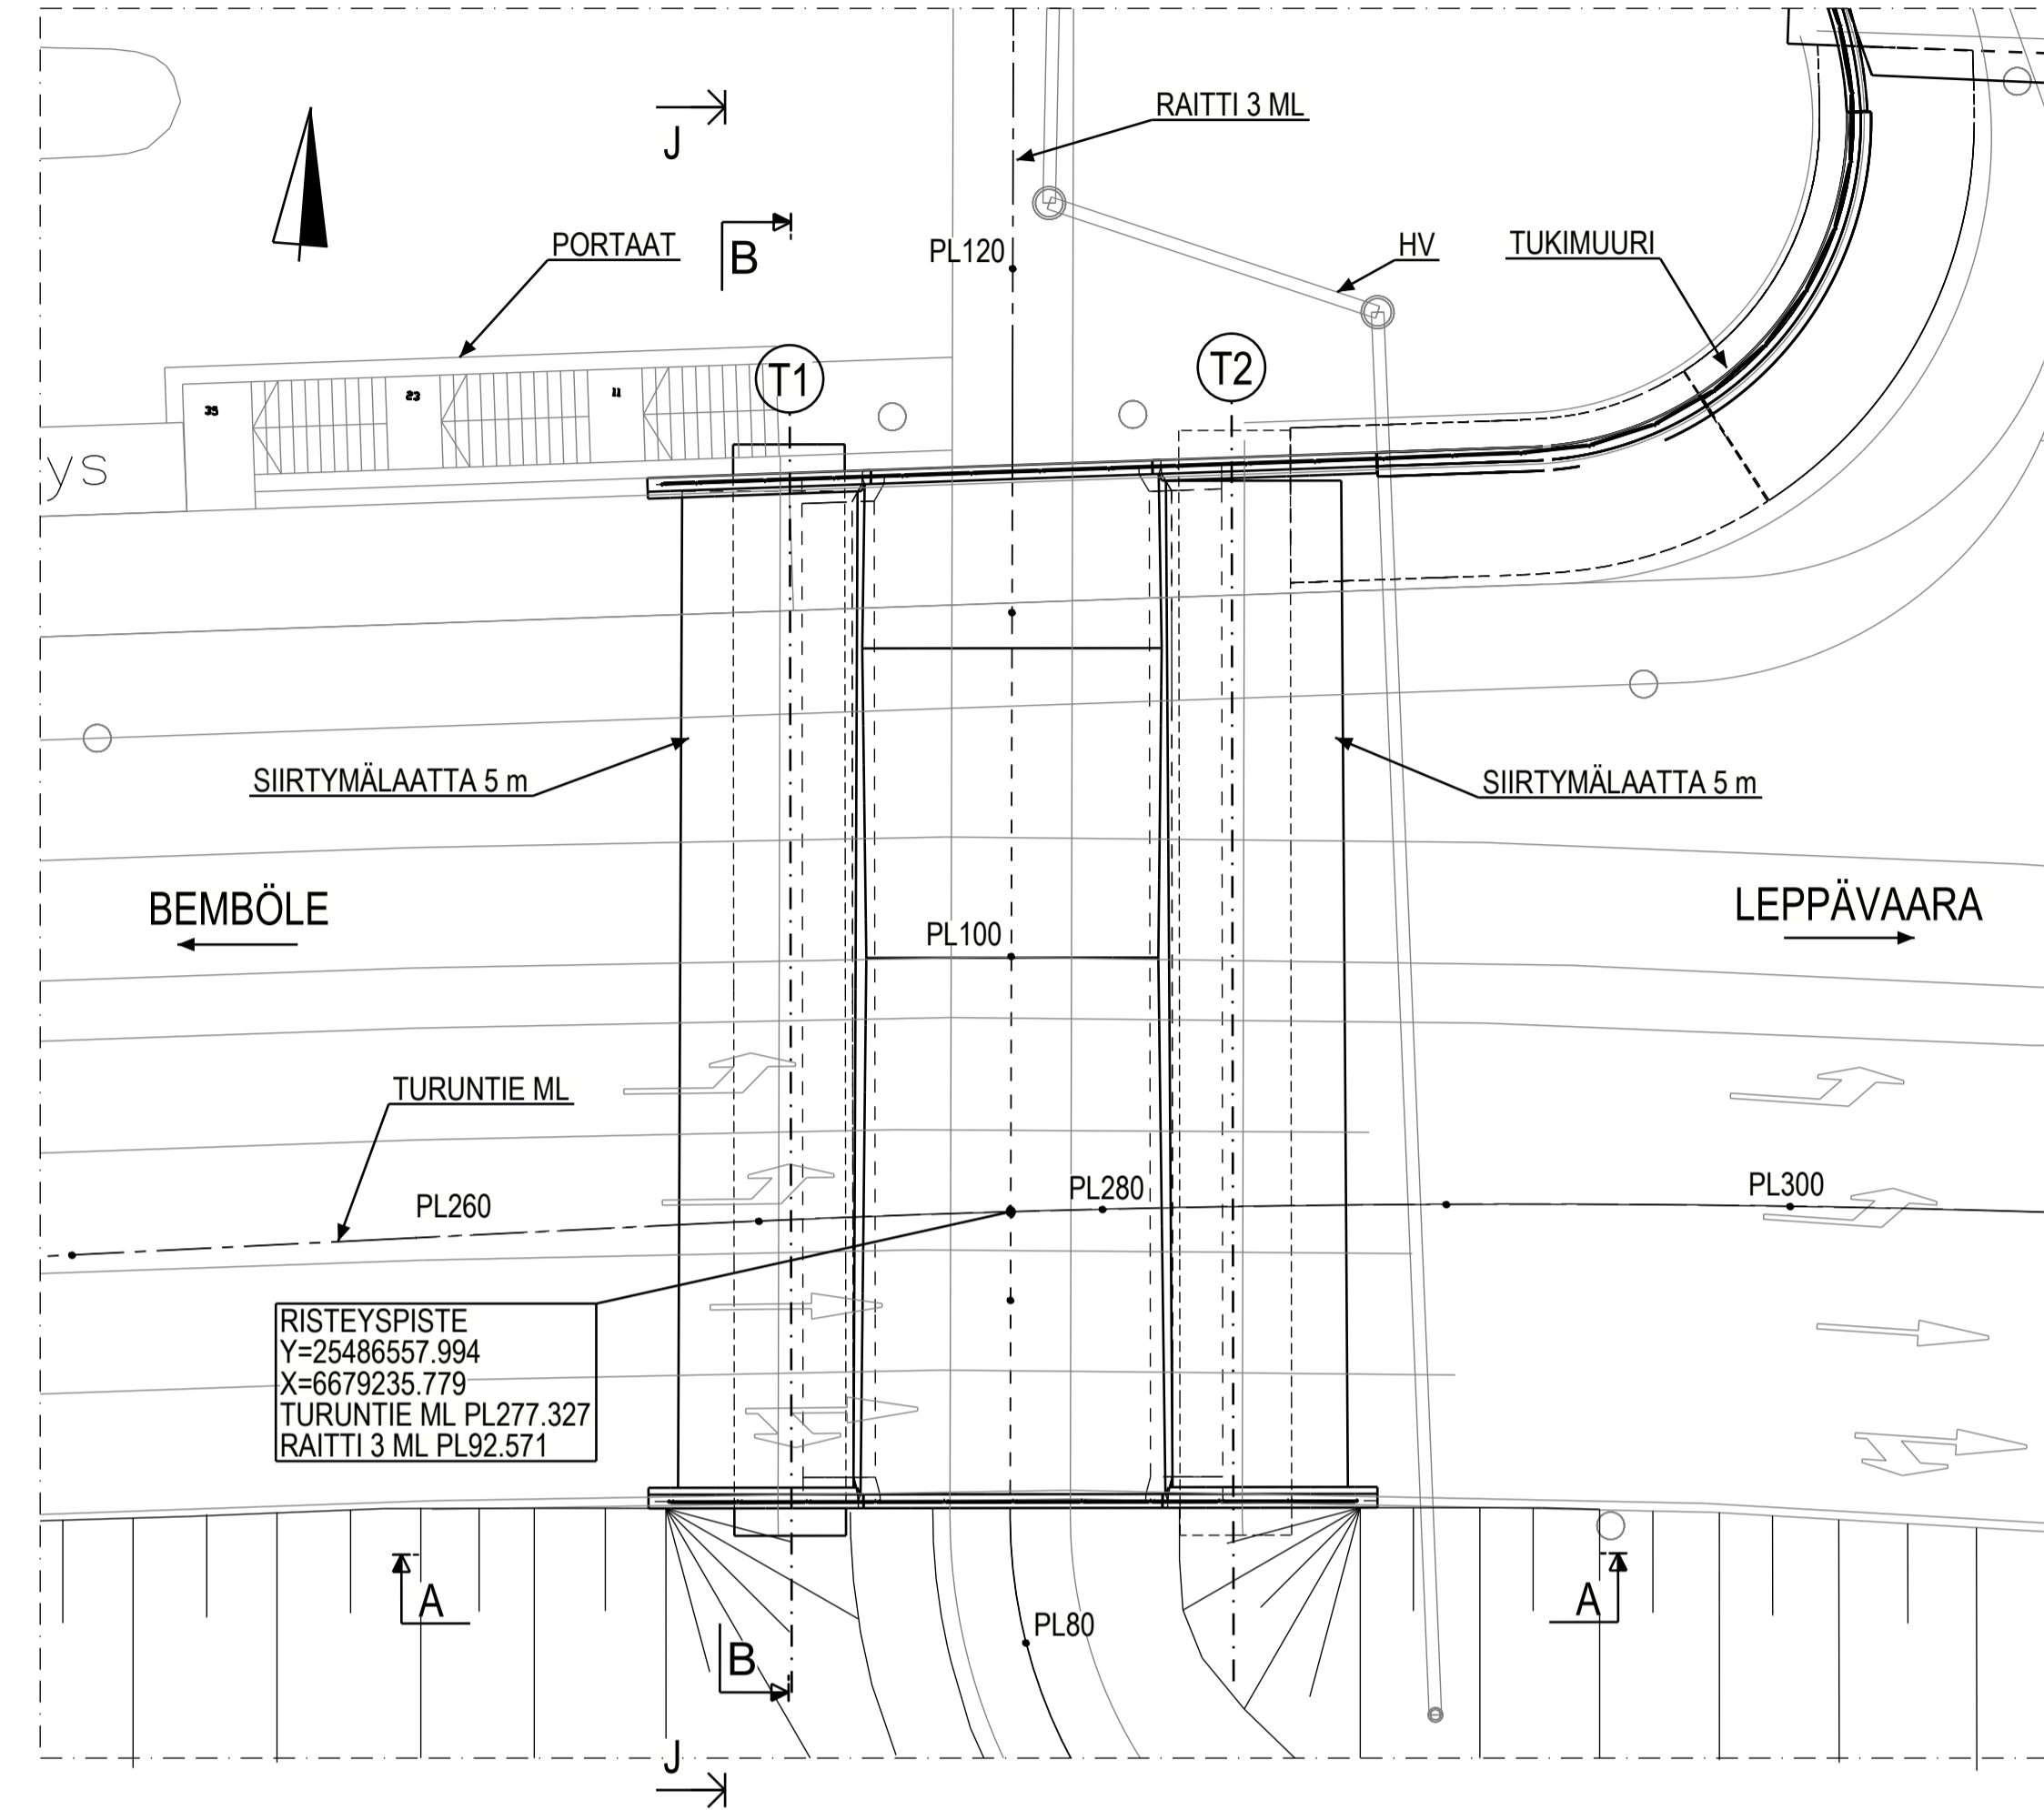 RAITTI 3 ML
J
PORTAAT
B
PL120
HV
TUKIMUURI
T1
T2
35
23
11
ys
SIIRTYMÄLAATTA 5 m
SIIRTYMÄLAATTA 5 m
BEMBÖLE
LEPPÄVAARA
PL100
TURUNTIE ML
PL260
PL280
PL300
RISTEYSPISTE
Y=25486557.994
X=6679235.779
TURUNTIE ML PL277.327
RAITTI 3 ML PL92.571
A
A
PL80
B
J